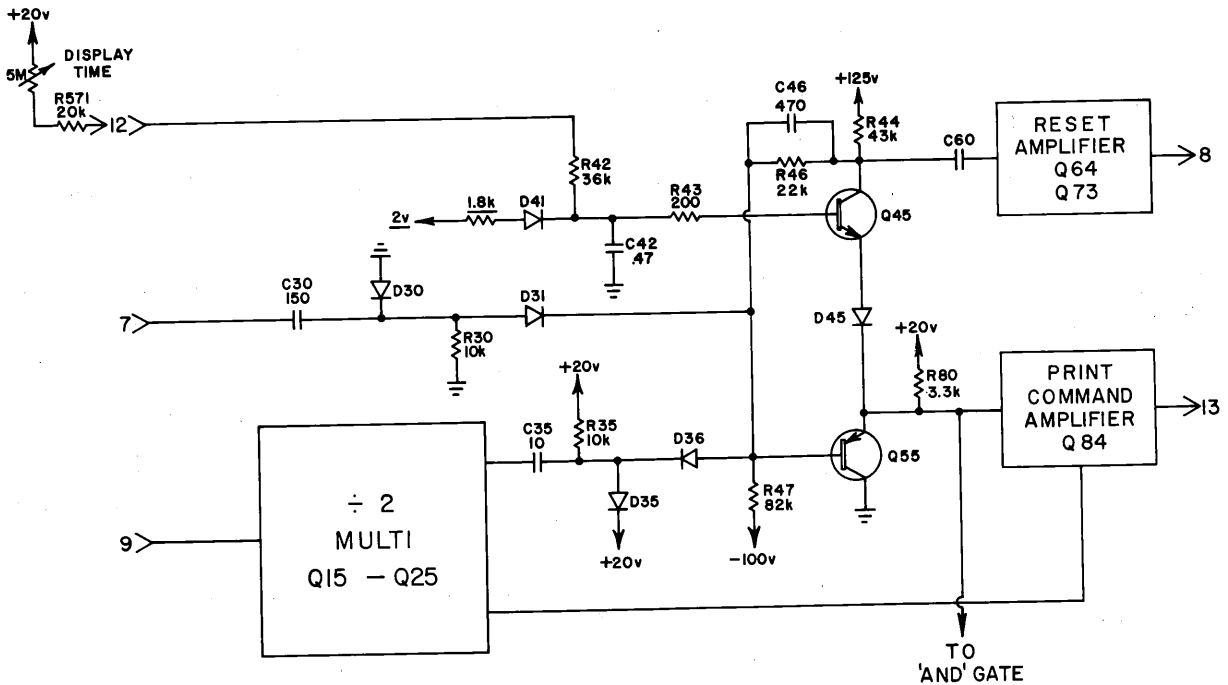 +20v
5M
DISPLAY
TIME
R571
20k
12
R42
36k
2v
1.8k
D41
C42
.47
R43
200
C46
470
R46
22k
+125v
R44
43k
Q45
C60
RESET
AMPLIFIER
Q64
Q73
8
7
C30
150
D30
R30
10k
D31
D45
+20v
R80
3.3k
PRINT
COMMAND
AMPLIFIER
Q84
13
9
÷ 2
MULTI
Q15 - Q25
C35
10
+20v
R35
10k
D35
+20v
D36
R47
82k
-100v
Q55
TO
'AND' GATE